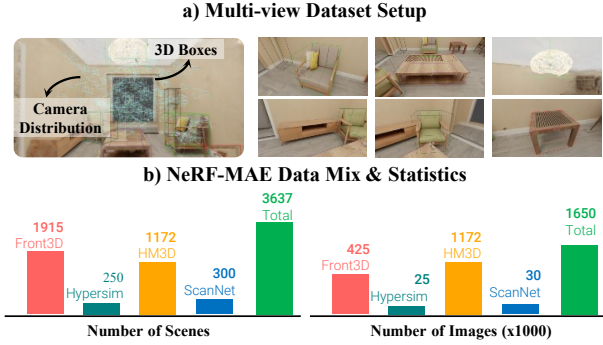 a) Multi-view Dataset Setup
3D Boxes
Camera
Distribution
b) NeRF-MAE Data Mix & Statistics
1915
Front3D
250
Hypersim
1172
HM3D
300
ScanNet
3637
Total
425
Front3D
25
Hypersim
1172
HM3D
30
ScanNet
1650
Total
Number of Scenes
Number of Images (x1000)